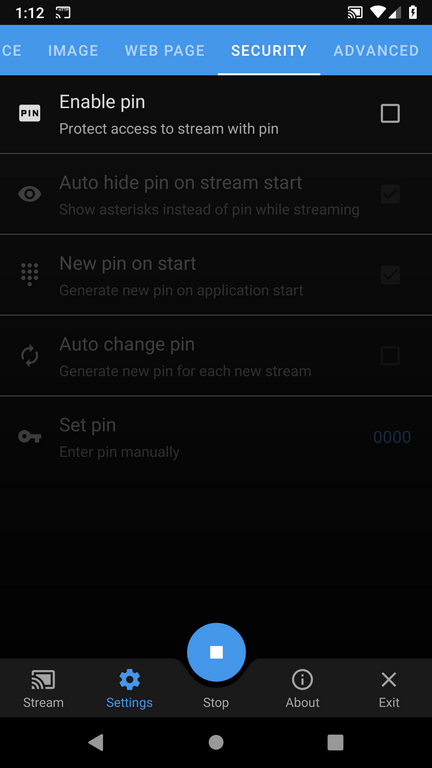 1:12
CE IMAGE WEB PAGE SECURITY ADVANCED
PIN
Enable pin
Protect access to stream with pin
Auto hide pin on stream start
Show asterisks instead of pin while streaming
New pin on start
Generate new pin on application start
Auto change pin
Generate new pin for each new stream
Set pin
Enter pin manually
0000
Stream Settings Stop About Exit